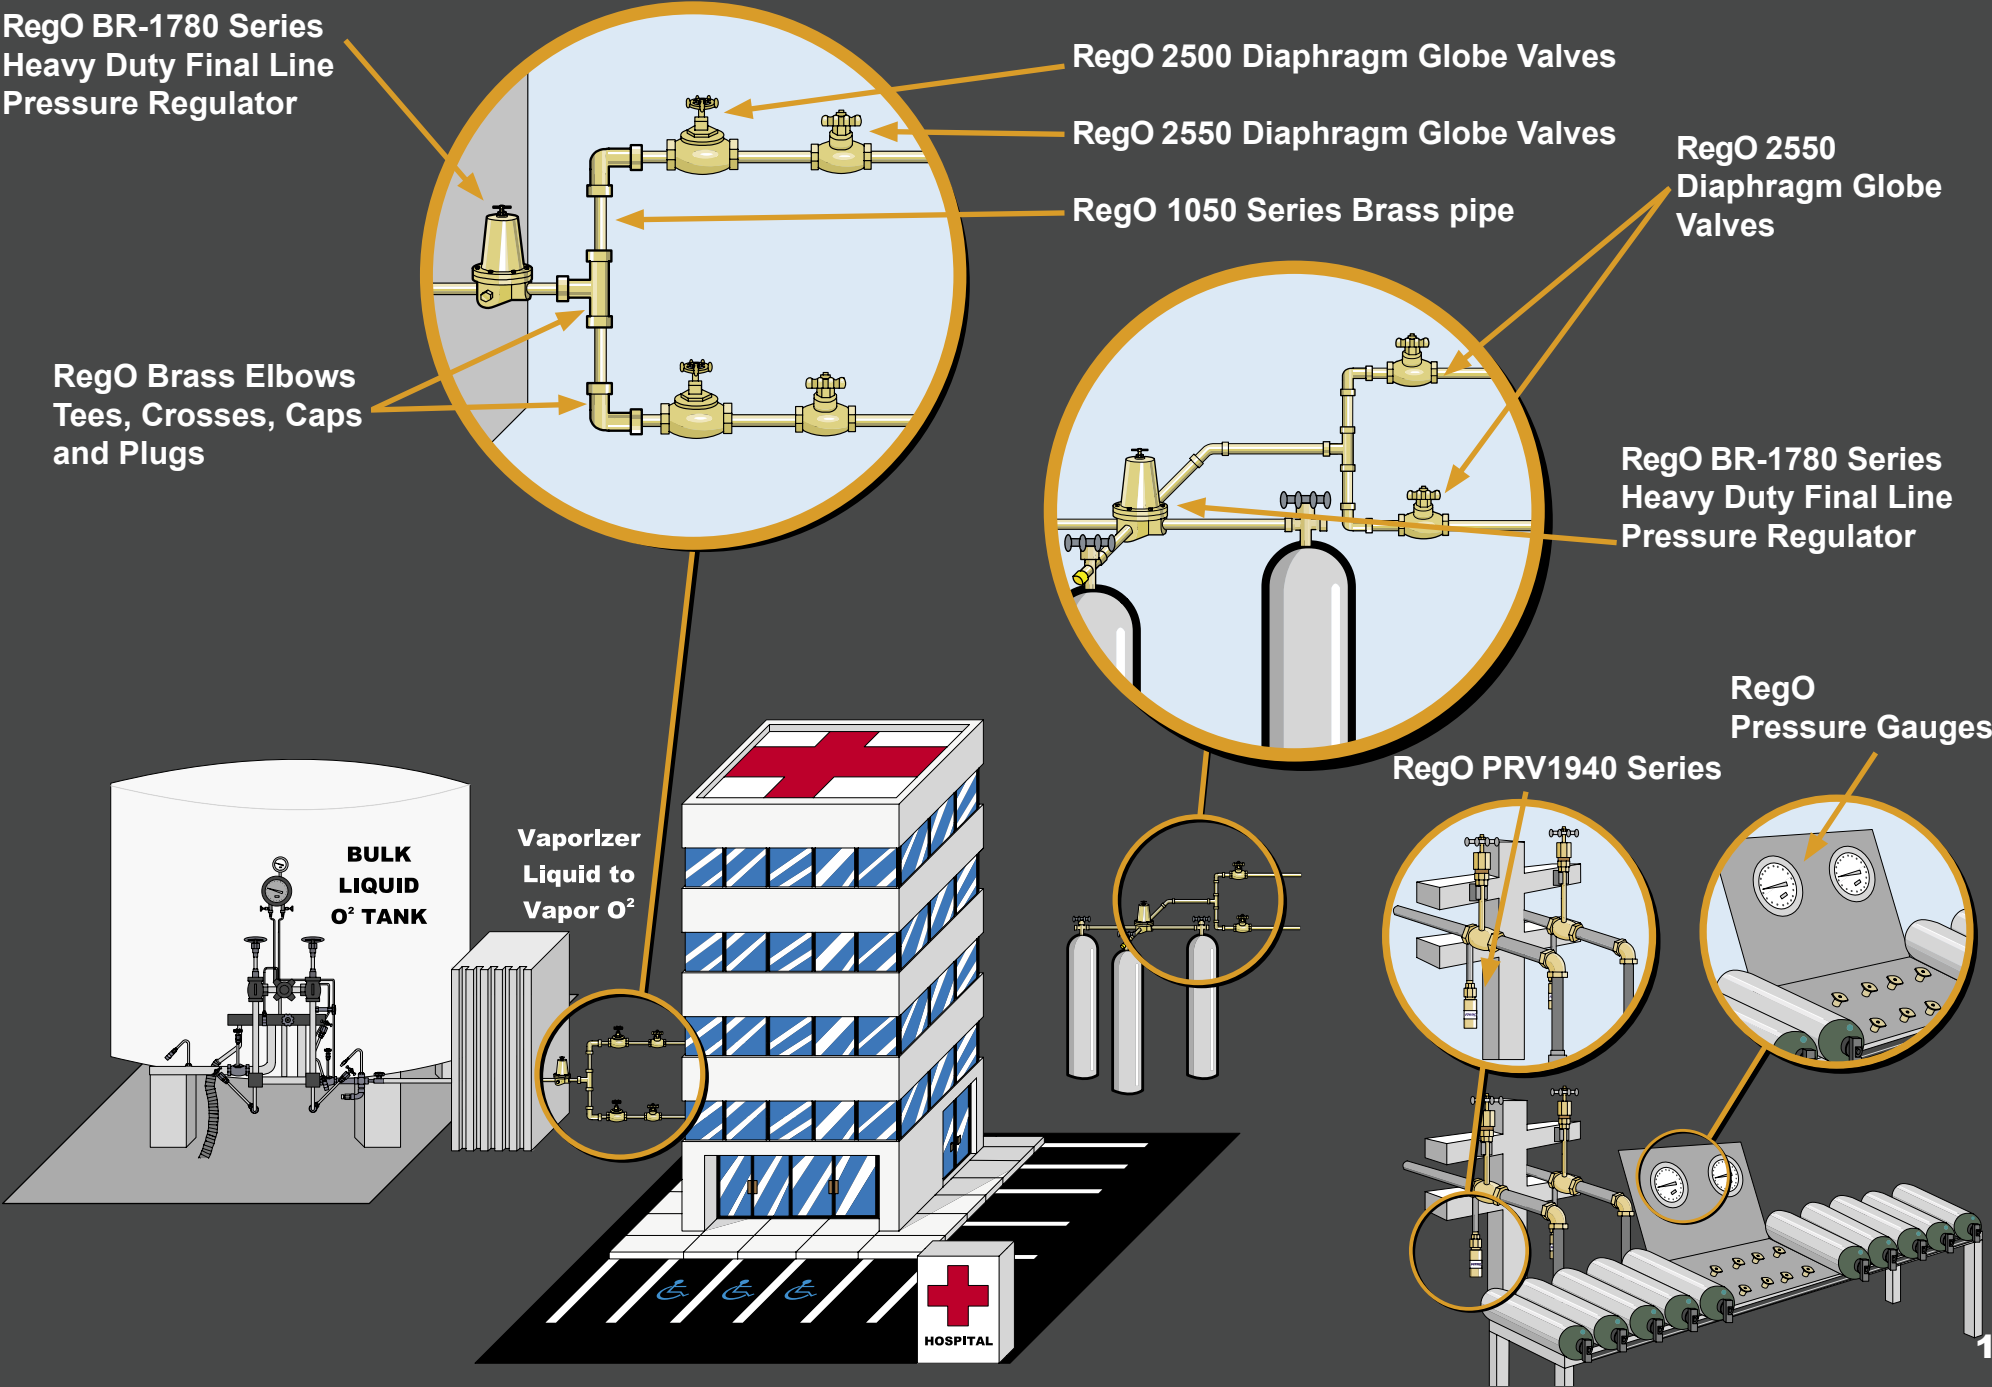 RegO BR-1780 Series
Heavy Duty Final Line
Pressure Regulator
RegO 2500 Diaphragm Globe Valves
RegO 2550 Diaphragm Globe Valves
RegO 1050 Series Brass pipe
RegO 2550
Diaphragm Globe
Valves
RegO Brass Elbows
Tees, Crosses, Caps
and Plugs
RegO BR-1780 Series
Heavy Duty Final Line
Pressure Regulator
RegO
Pressure Gauges
RegO PRV1940 Series
BULK
LIQUID
O² TANK
VaporIzer
Liquid to
Vapor O²
HOSPITAL
1